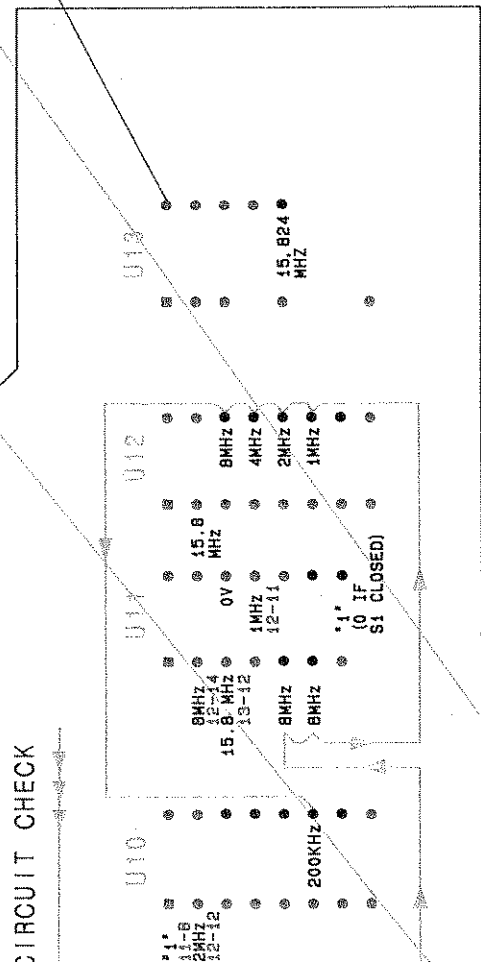 CIRCUIT CHECK
U10
"1"
11-8
2MHz
12-12
200KHz
U11
8MHz
12-14
15.8 MHz
13-12
8MHz
8MHz
0V
1MHz
12-11
"1"
(0 IF
S1 CLOSED)
U12
15.8
MHz
8MHz
4MHz
2MHz
1MHz
U13
15.824
MHZ